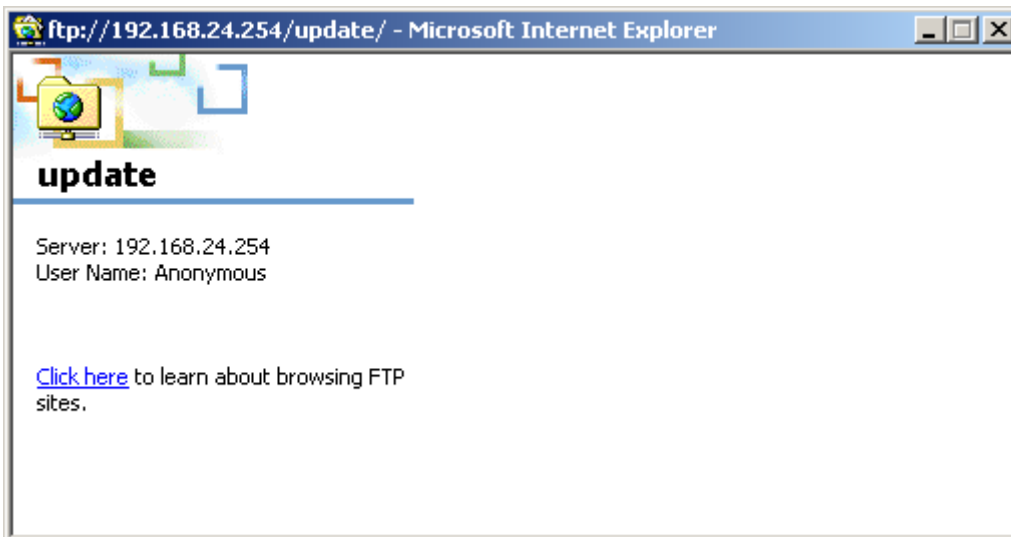 ftp://192.168.24.254/update/ - Microsoft Internet Explorer
update
Server: 192.168.24.254
User Name: Anonymous
Click here to learn about browsing FTP
sites.